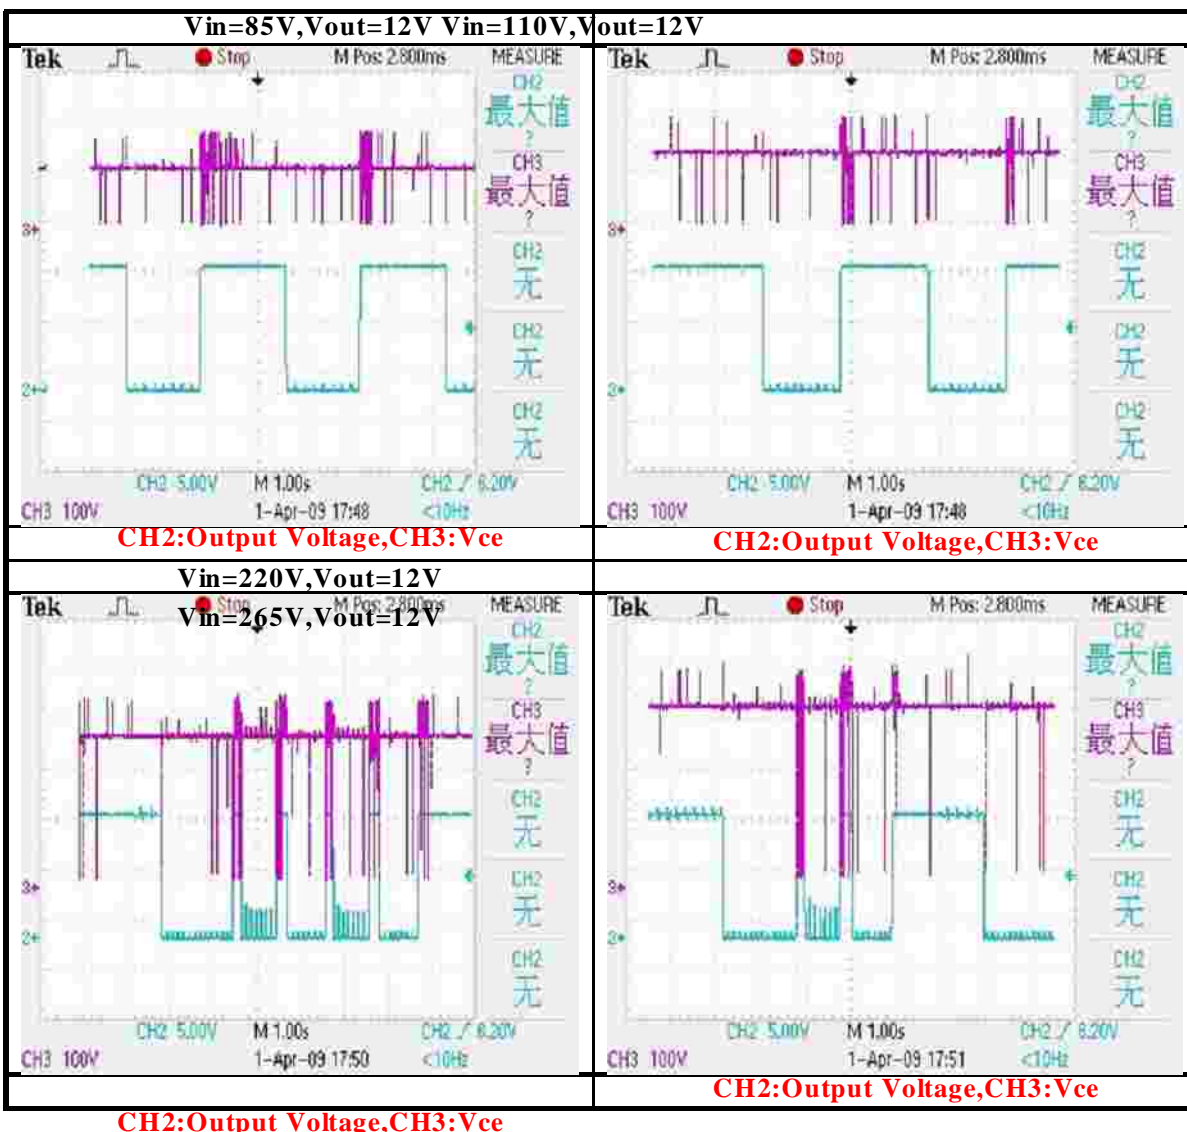 Vin=85V,Vout=12V Vin=110V,Vout=12V
Tek Stop M Pos: 2.800ms MEASURE
CH2
最大值
?
CH3
最大值
?
CH2
无
CH2
无
CH2
无
3
2
CH2 5.00V M 1.00s CH2 / 6.20V
CH3 100V 1-Apr-09 17:48 <10Hz
CH2:Output Voltage,CH3:Vce
Tek Stop M Pos: 2.800ms MEASURE
CH2
最大值
?
CH3
最大值
?
CH2
无
CH2
无
CH2
无
3
2
CH2 5.00V M 1.00s CH2 / 6.20V
CH3 100V 1-Apr-09 17:48 <10Hz
CH2:Output Voltage,CH3:Vce
Vin=220V,Vout=12V
Vin=265V,Vout=12V
Tek Stop M Pos: 2.800ms MEASURE
CH2
最大值
?
CH3
最大值
?
CH2
无
CH2
无
CH2
无
3
2
CH2 5.00V M 1.00s CH2 / 6.20V
CH3 100V 1-Apr-09 17:50 <10Hz
CH2:Output Voltage,CH3:Vce
Tek Stop M Pos: 2.800ms MEASURE
CH2
最大值
?
CH3
最大值
?
CH2
无
CH2
无
CH2
无
3
2
CH2 5.00V M 1.00s CH2 / 6.20V
CH3 100V 1-Apr-09 17:51 <10Hz
CH2:Output Voltage,CH3:Vce